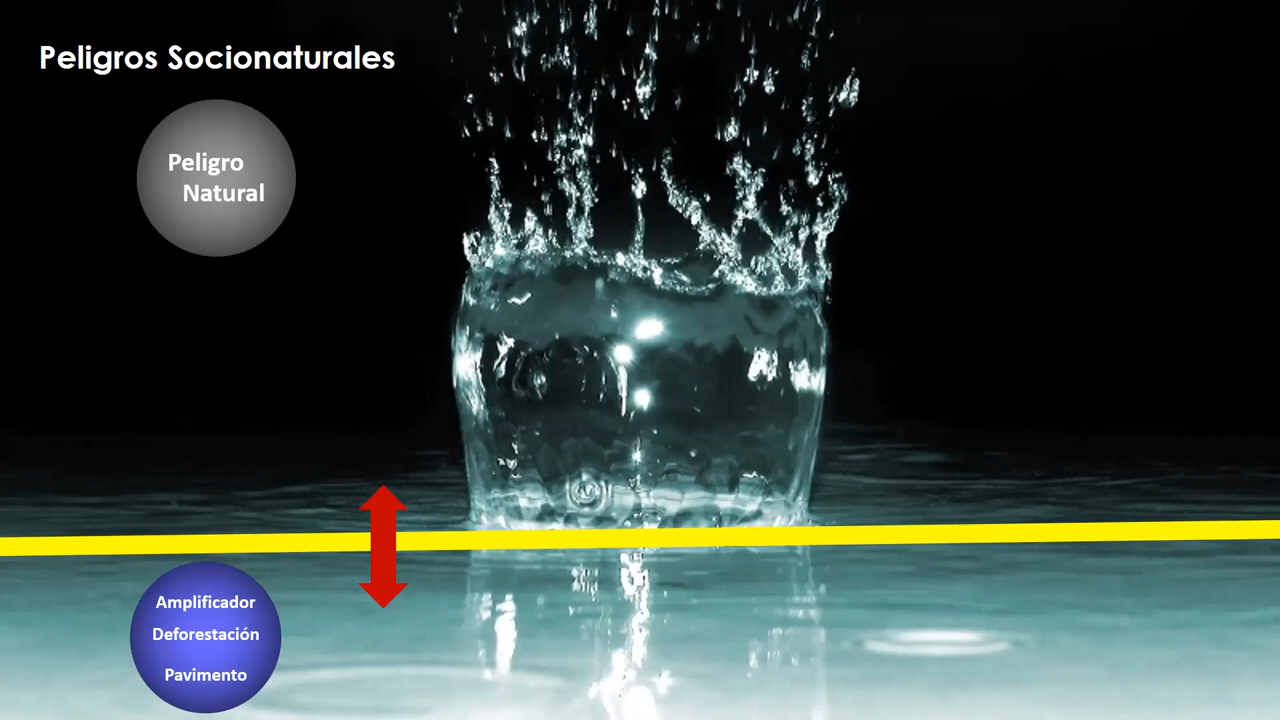 Peligros Socionaturales
Peligro
Natural
Amplificador
Deforestación
Pavimento